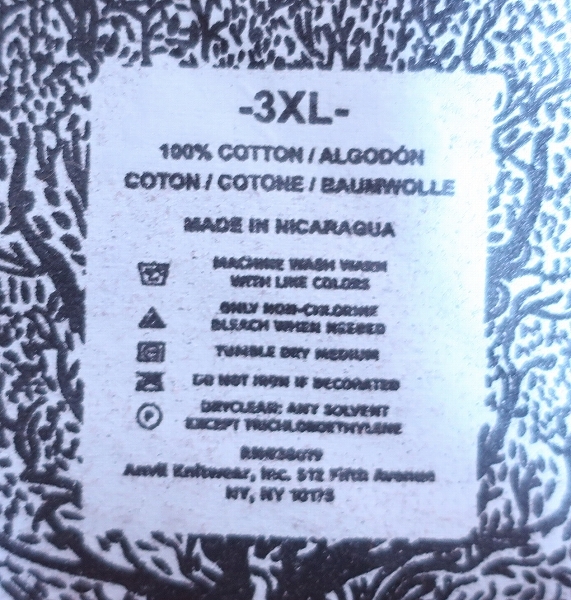 -3XL-
100% COTTON / ALGODÓN
COTON / COTONE / BAUMWOLLE
MADE IN NICARAGUA
MACHINE WASH WARM
WITH LIKE COLORS
ONLY NON-CHLORINE
BLEACH WHEN NEEDED
TUMBLE DRY MEDIUM
DO NOT IRON IF DECORATED
DRYCLEAN: ANY SOLVENT
EXCEPT TRICHLOROETHYLENE
Anvil Knitwear, Inc. 512 Fifth Avenue
NY, NY 10175